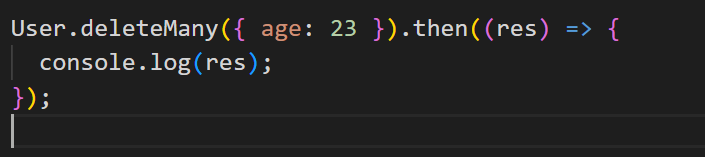 User.deleteMany({ age: 23 }).then((res) => {
  console.log(res);
});